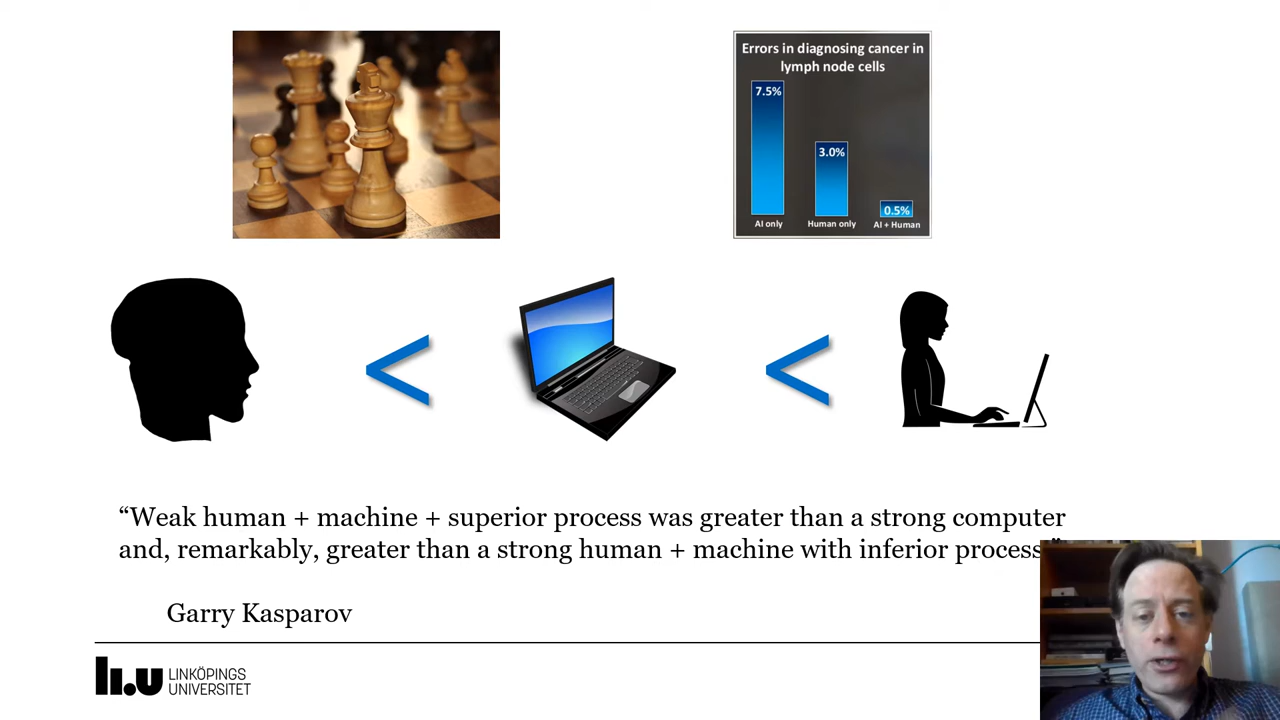 Errors in diagnosing cancer in
lymph node cells
7.5%
3.0%
0.5%
AI only
Human only
AI + Human
<
<
“Weak human + machine + superior process was greater than a strong computer
and, remarkably, greater than a strong human + machine with inferior process.”
Garry Kasparov
li.u LINKÖPINGS
UNIVERSITET